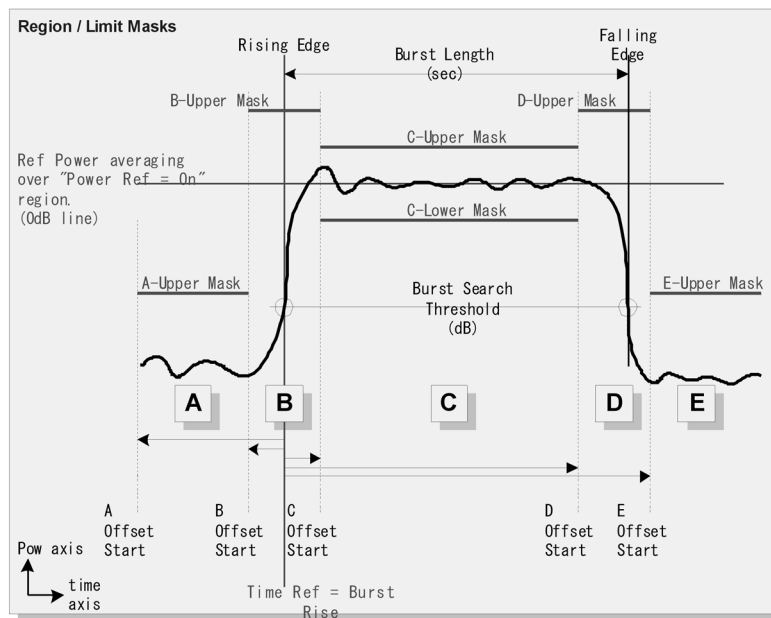 Region / Limit Masks
Rising Edge
Falling
Edge
Burst Length
(sec)
B-Upper Mask
D-Upper Mask
C-Upper Mask
Ref Power averaging
over "Power Ref = On"
region.
(0dB line)
C-Lower Mask
A-Upper Mask
Burst Search
Threshold
(dB)
E-Upper Mask
A
B
C
D
E
A
Offset
Start
B
Offset
Start
C
Offset
Start
D
Offset
Start
E
Offset
Start
Pow axis
time
axis
Time Ref = Burst
Rise